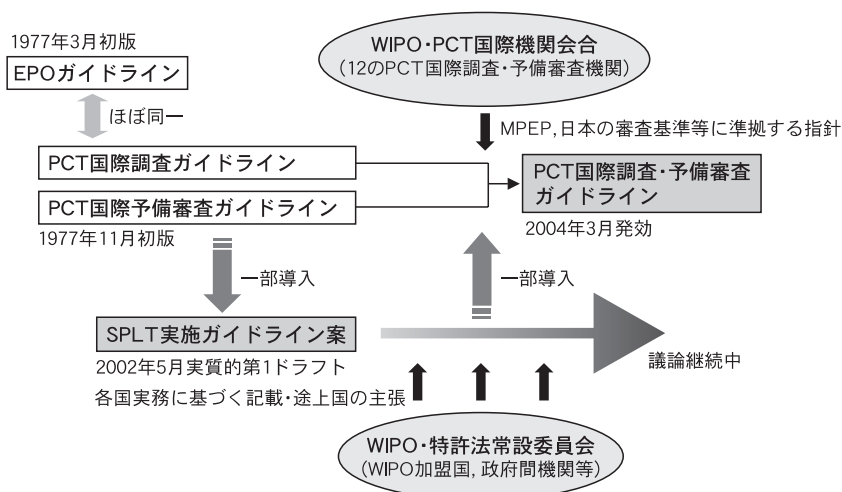 1977年3月初版
EPOガイドライン
ほぼ同一
WIPO・PCT国際機関会合
(12のPCT国際調査・予備審査機関)
MPEP,日本の審査基準等に準拠する指針
PCT国際調査ガイドライン
PCT国際予備審査ガイドライン
1977年11月初版
PCT国際調査・予備審査
ガイドライン
2004年3月発効
一部導入
一部導入
SPLT実施ガイドライン案
2002年5月実質的第1ドラフト
議論継続中
各国実務に基づく記載・途上国の主張
WIPO・特許法常設委員会
(WIPO加盟国, 政府間機関等)